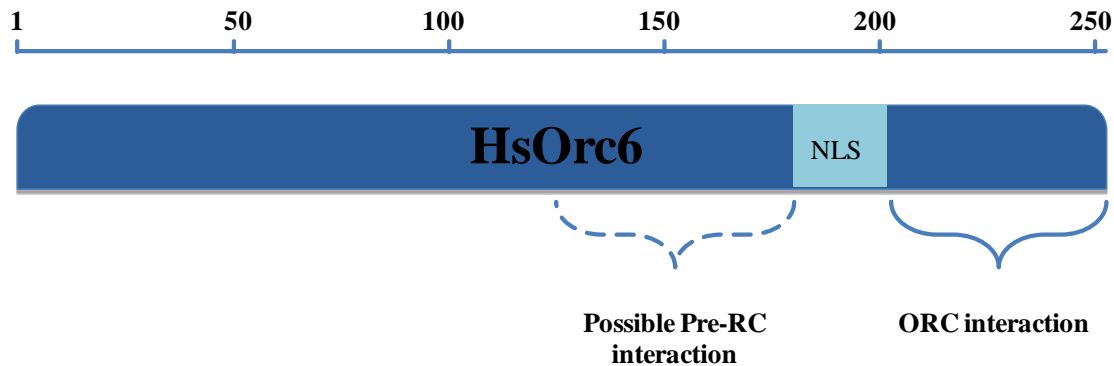 1 50 100 150 200 250
HsOrc6 NLS
Possible Pre-RC ORC interaction
interaction